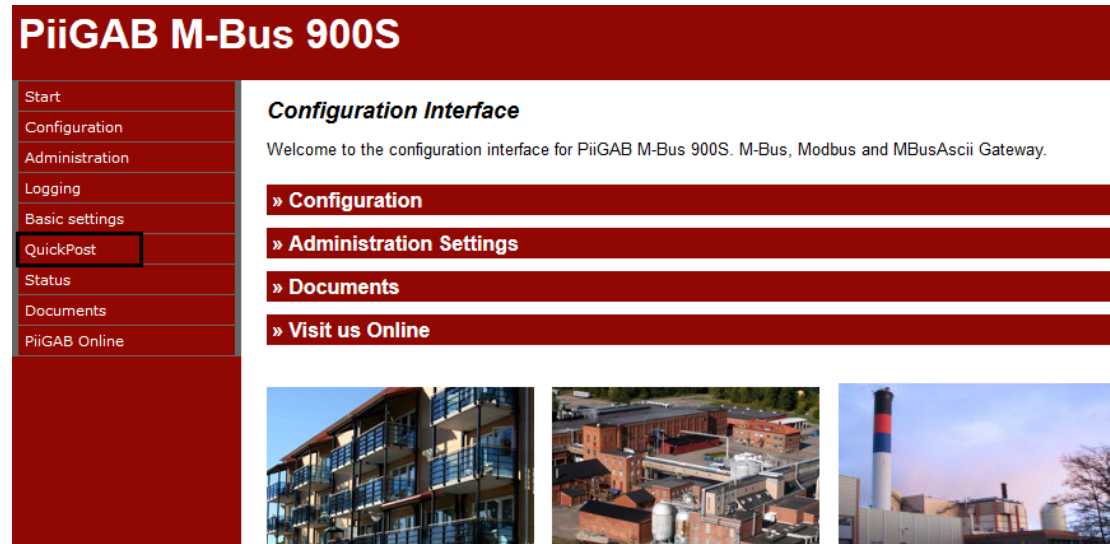 PiiGAB M-Bus 900S
Start
Configuration
Administration
Logging
Basic settings
QuickPost
Status
Documents
PiiGAB Online
Configuration Interface
Welcome to the configuration interface for PiiGAB M-Bus 900S. M-Bus, Modbus and MBusAscii Gateway.
» Configuration
» Administration Settings
» Documents
» Visit us Online